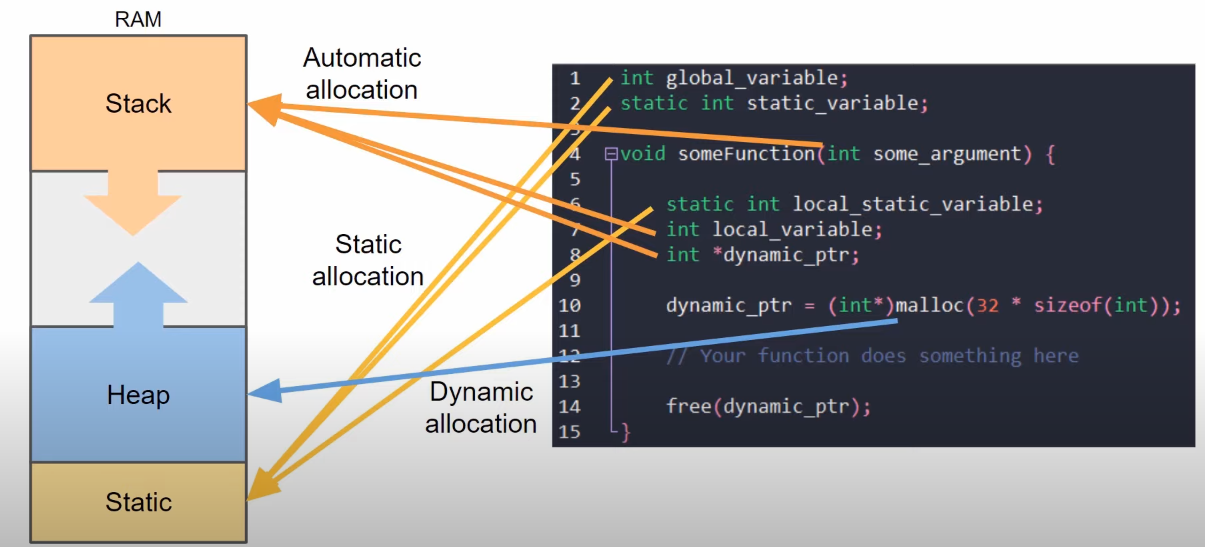 RAM
Stack
Heap
Static
Automatic
allocation
Static
allocation
Dynamic
allocation
1 int global_variable;
2 static int static_variable;
3
4 void someFunction(int some_argument) {
5
6 static int local_static_variable;
7 int local_variable;
8 int *dynamic_ptr;
9
10 dynamic_ptr = (int*)malloc(32 * sizeof(int));
11
12 // Your function does something here
13
14 free(dynamic_ptr);
15 }